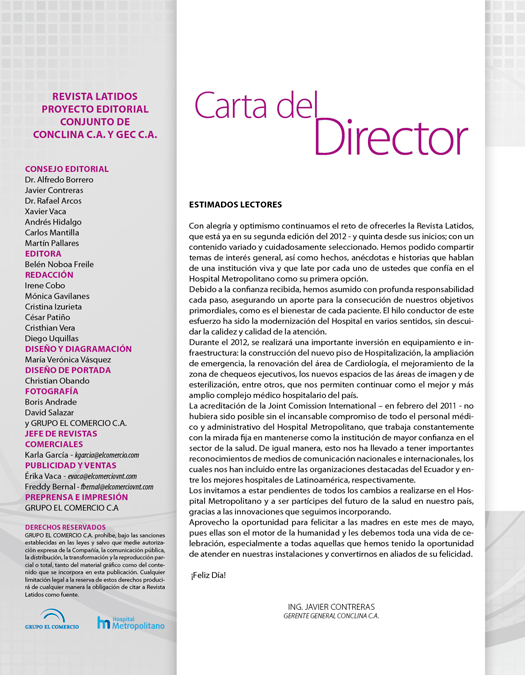 REVISTA LATIDOS
PROYECTO EDITORIAL
CONJUNTO DE
CONCLINA C.A. Y GEC C.A.
CONSEJO EDITORIAL
Dr. Alfredo Borrero
Javier Contreras
Dr. Rafael Arcos
Xavier Vaca
Andrés Hidalgo
Carlos Mantilla
Martín Pallares
EDITORA
Belén Noboa Freile
REDACCIÓN
Irene Cobo
Mónica Gavilanes
Cristina Izurieta
César Patiño
Cristhian Vera
Diego Uquillas
DISEÑO Y DIAGRAMACIÓN
María Verónica Vásquez
DISEÑO DE PORTADA
Christian Obando
FOTOGRAFÍA
Boris Andrade
David Salazar
y GRUPO EL COMERCIO C.A.
JEFE DE REVISTAS
COMERCIALES
Karla García - kgarcia@elcomercio.com
PUBLICIDAD Y VENTAS
Érika Vaca - evaca@elcomerciovnt.com
Freddy Bernal - fbernal@elcomerciovnt.com
PREPRENSA E IMPRESIÓN
GRUPO EL COMERCIO C.A
DERECHOS RESERVADOS
GRUPO EL COMERCIO C.A. prohíbe, bajo las sanciones
establecidas en las leyes y salvo que medie autoriza-
ción expresa de la Compañía, la comunicación pública,
la distribución, la transformación y la reproducción par-
cial o total, tanto del material gráfico como del conte-
nido que se incorpora en esta publicación. Cualquier
limitación legal a la reserva de estos derechos produci-
rá de cualquier manera la obligación de citar a Revista
Latidos como fuente.
GRUPO EL COMERCIO
hm Hospital
Metropolitano
Carta del
Director
ESTIMADOS LECTORES
Con alegría y optimismo continuamos el reto de ofrecerles la Revista Latidos,
que está ya en su segunda edición del 2012 - y quinta desde sus inicios; con un
contenido variado y cuidadosamente seleccionado. Hemos podido compartir
temas de interés general, así como hechos, anécdotas e historias que hablan
de una institución viva y que late por cada uno de ustedes que confía en el
Hospital Metropolitano como su primera opción.
Debido a la confianza recibida, hemos asumido con profunda responsabilidad
cada paso, asegurando un aporte para la consecución de nuestros objetivos
primordiales, como es el bienestar de cada paciente. El hilo conductor de este
esfuerzo ha sido la modernización del Hospital en varios sentidos, sin descui-
dar la calidez y calidad de la atención.
Durante el 2012, se realizará una importante inversión en equipamiento e in-
fraestructura: la construcción del nuevo piso de Hospitalización, la ampliación
de emergencia, la renovación del área de Cardiología, el mejoramiento de la
zona de chequeos ejecutivos, los nuevos espacios de las áreas de imagen y de
esterilización, entre otros, que nos permiten continuar como el mejor y más
amplio complejo médico hospitalario del país.
La acreditación de la Joint Comission International – en febrero del 2011 - no
hubiera sido posible sin el incansable compromiso de todo el personal médi-
co y administrativo del Hospital Metropolitano, que trabaja constantemente
con la mirada fija en mantenerse como la institución de mayor confianza en el
sector de la salud. De igual manera, esto nos ha llevado a tener importantes
reconocimientos de medios de comunicación nacionales e internacionales, los
cuales nos han incluido entre las organizaciones destacadas del Ecuador y en-
tre los mejores hospitales de Latinoamérica, respectivamente.
Los invitamos a estar pendientes de todos los cambios a realizarse en el Hos-
pital Metropolitano y a ser partícipes del futuro de la salud en nuestro país,
gracias a las innovaciones que seguimos incorporando.
Aprovecho la oportunidad para felicitar a las madres en este mes de mayo,
pues ellas son el motor de la humanidad y les debemos toda una vida de ce-
lebración, especialmente a todas aquellas que hemos tenido la oportunidad
de atender en nuestras instalaciones y convertirnos en aliados de su felicidad.
¡Feliz Día!
ING. JAVIER CONTRERAS
GERENTE GENERAL CONCLINA C.A.